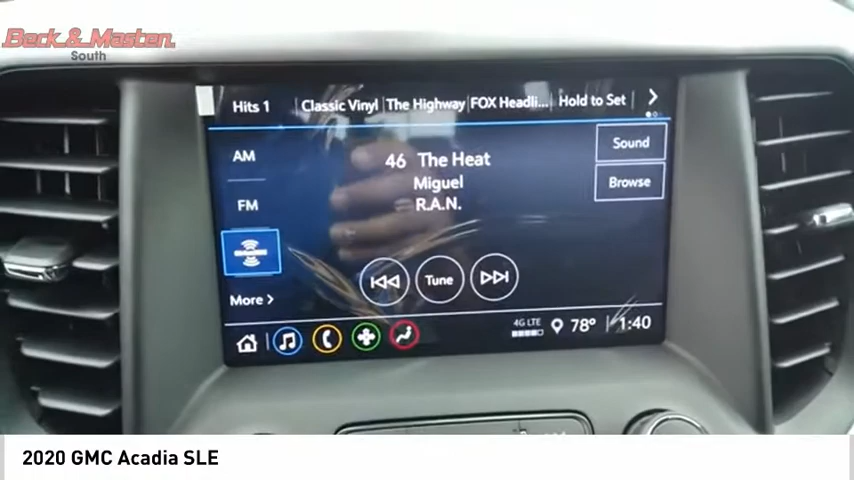 Beck & Masten
South
Hits 1 Classic Vinyl The Highway FOX Headli... Hold to Set
AM
46 The Heat
Sound
Miguel
Browse
FM
R.A.N.
Tune
More
4G LTE
78° 1:40
2020 GMC Acadia SLE